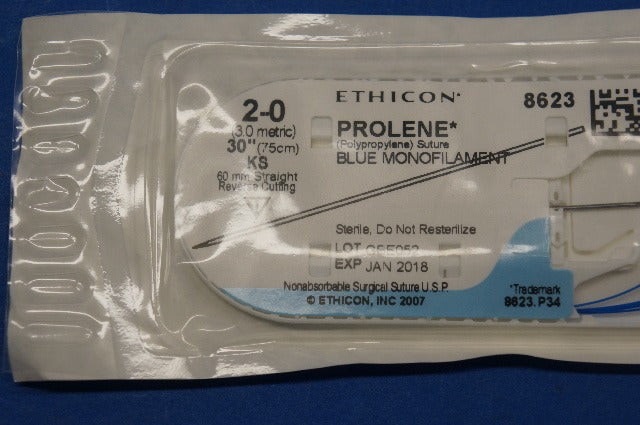 2-0
(3.0 metric)
30" (75cm)
KS
60 mm Straight
Reverse Cutting
ETHICON*
8623
PROLENE*
(Polypropylene) Suture
BLUE MONOFILAMENT
Sterile, Do Not Resterilize
LOT
EXP JAN 2018
Nonabsorbable Surgical Suture U.S.P.
© ETHICON, INC 2007
*Trademark
8623.P34